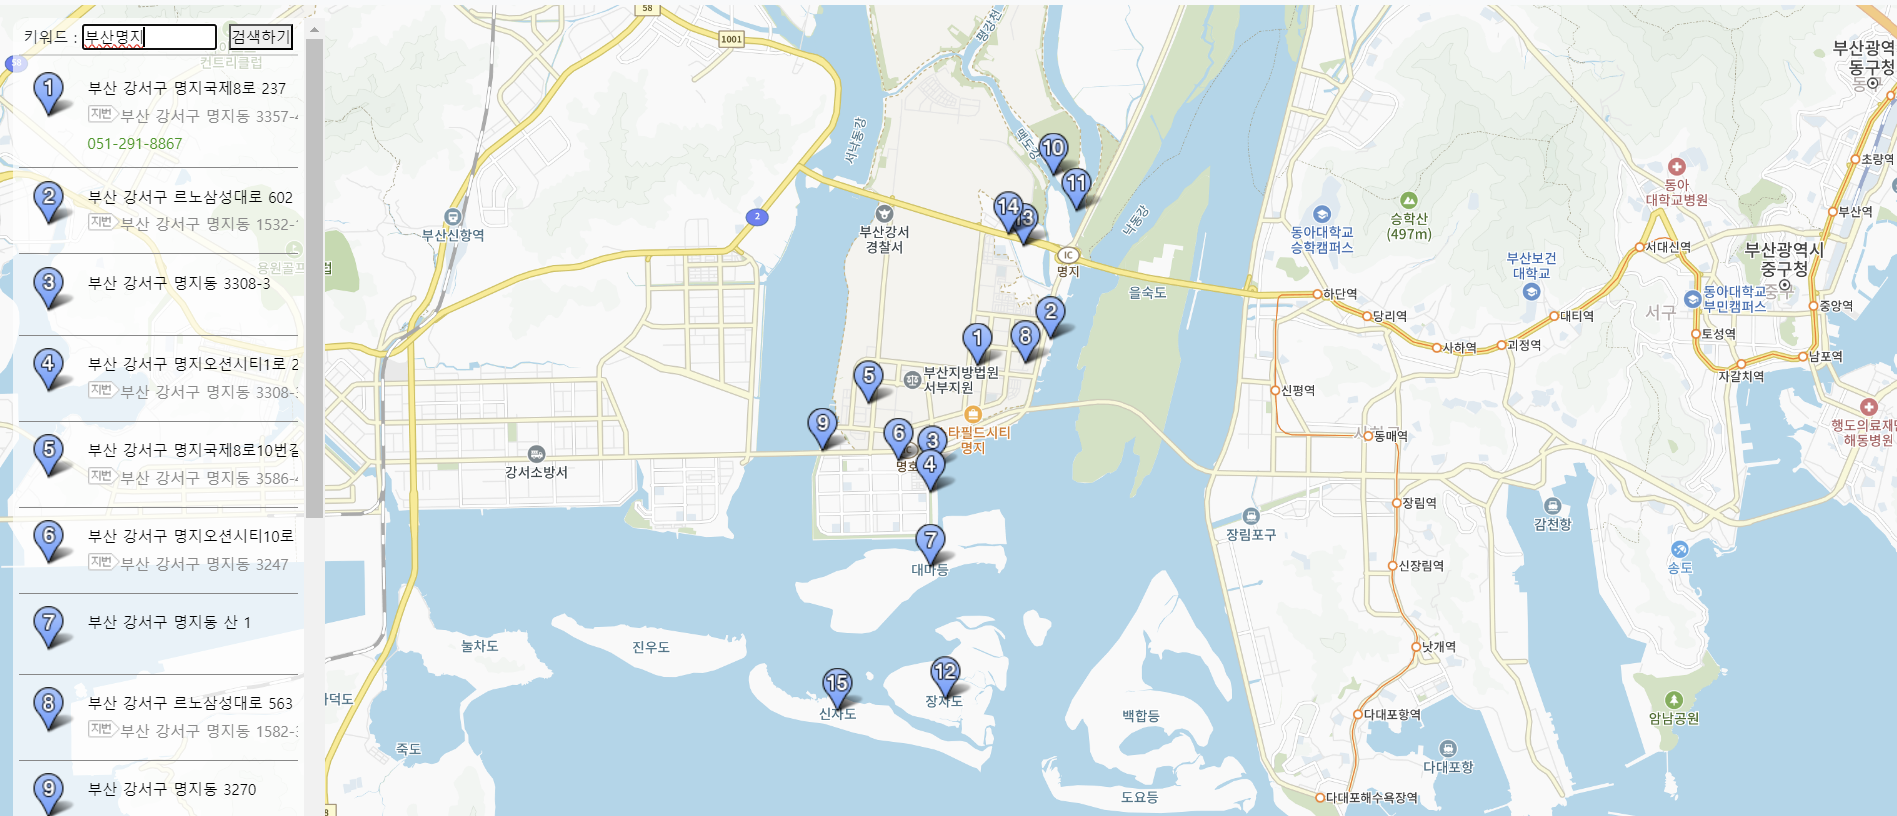 키워드 : 부산명지 검색하기
컨트리클럽
1
부산 강서구 명지국제8로 237
지번 부산 강서구 명지동 3357-
051-291-8867
2
부산 강서구 르노삼성대로 602
지번 부산 강서구 명지동 1532-
3
부산 강서구 명지동 3308-3
4
부산 강서구 명지오션시티1로 2
지번 부산 강서구 명지동 3308-
5
부산 강서구 명지국제8로10번길
지번 부산 강서구 명지동 3586-
6
부산 강서구 명지오션시티10로
지번 부산 강서구 명지동 3247
7
부산 강서구 명지동 산 1
8
부산 강서구 르노삼성대로 563
지번 부산 강서구 명지동 1582-
9
부산 강서구 명지동 3270
58
58
1001
평강천
서낙동강
맥도강
10
11
14
13
2
부산신항역
부산강서
경찰서
IC
명지
낙동강
을숙도
2
1
8
5
부산지방법원
서부지원
9
6
3
4
타필드시티
명지
강서소방서
7
대마등
눌차도
진우도
15
신자도
12
장자도
백합등
도요등
죽도
부산광역
동구청
초량역
동아
대학교병원
부산역
승학산
(497m)
동아대학교
승학캠퍼스
서대신역
부산광역시
중구청
중구
부산보건
대학교
동아대학교
부민캠퍼스
서구
중앙역
하단역
당리역
대티역
토성역
사하역
괴정역
남포역
자갈치역
신평역
동매역
행도의료재단
해동병원
장림역
장림포구
감천항
송도
신장림역
낫개역
암남공원
다대포항역
다대포항
다대포해수욕장역